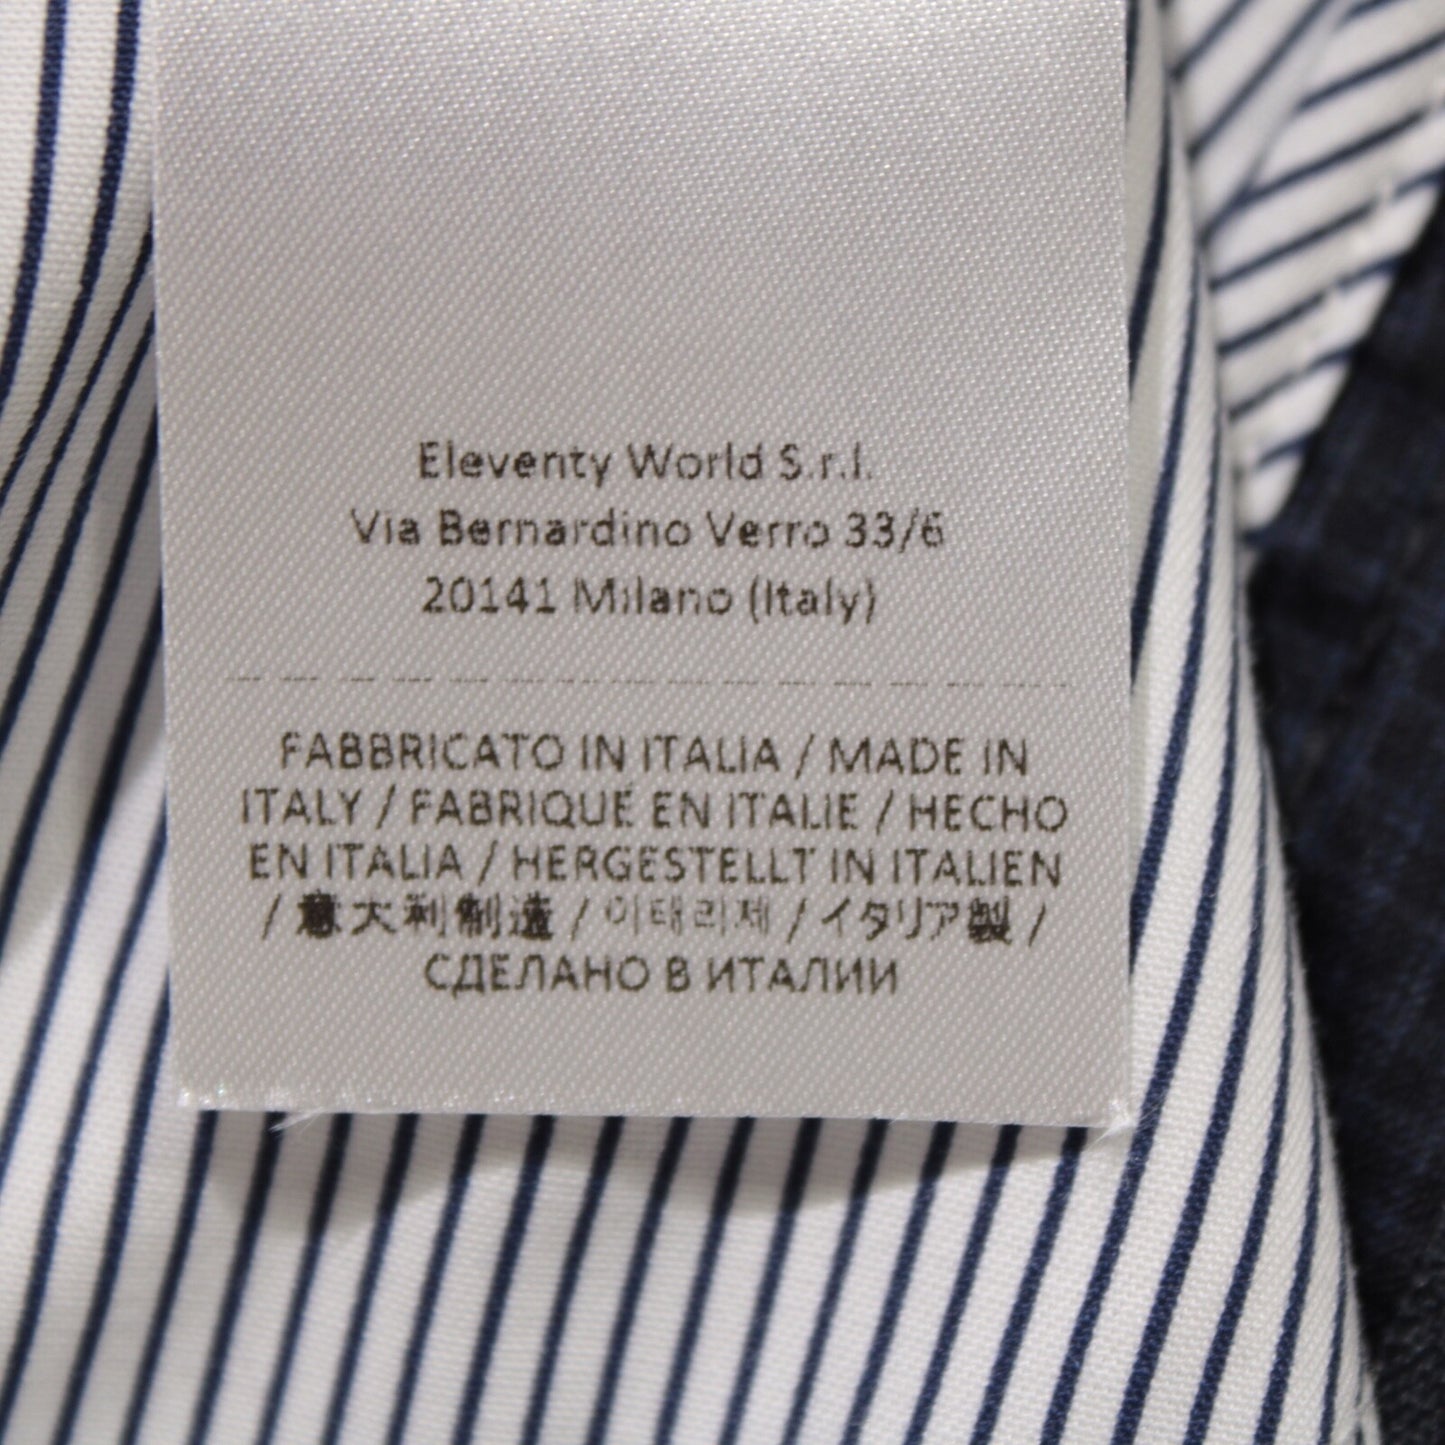 Eleventy World S.r.l.
Via Bernardino Verro 33/6
20141 Milano (Italy)
FABBRICATO IN ITALIA / MADE IN
ITALY / FABRIQUÉ EN ITALIE / HECHO
EN ITALIA / HERGESTELLT IN ITALIEN
/ 意大利制造 / 이태리제 / イタリア製 /
СДЕЛАНО В ИТАЛИИ